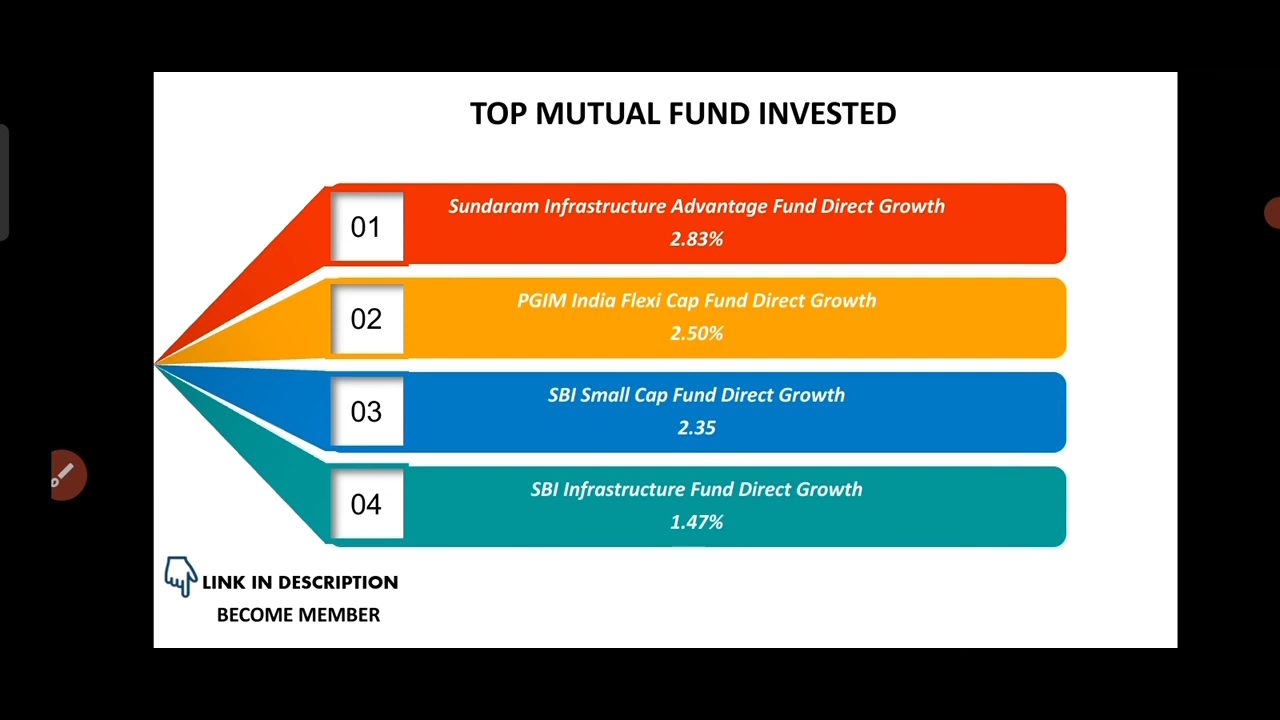 TOP MUTUAL FUND INVESTED
01
Sundaram Infrastructure Advantage Fund Direct Growth
2.83%
02
PGIM India Flexi Cap Fund Direct Growth
2.50%
03
SBI Small Cap Fund Direct Growth
2.35
04
SBI Infrastructure Fund Direct Growth
1.47%
LINK IN DESCRIPTION
BECOME MEMBER